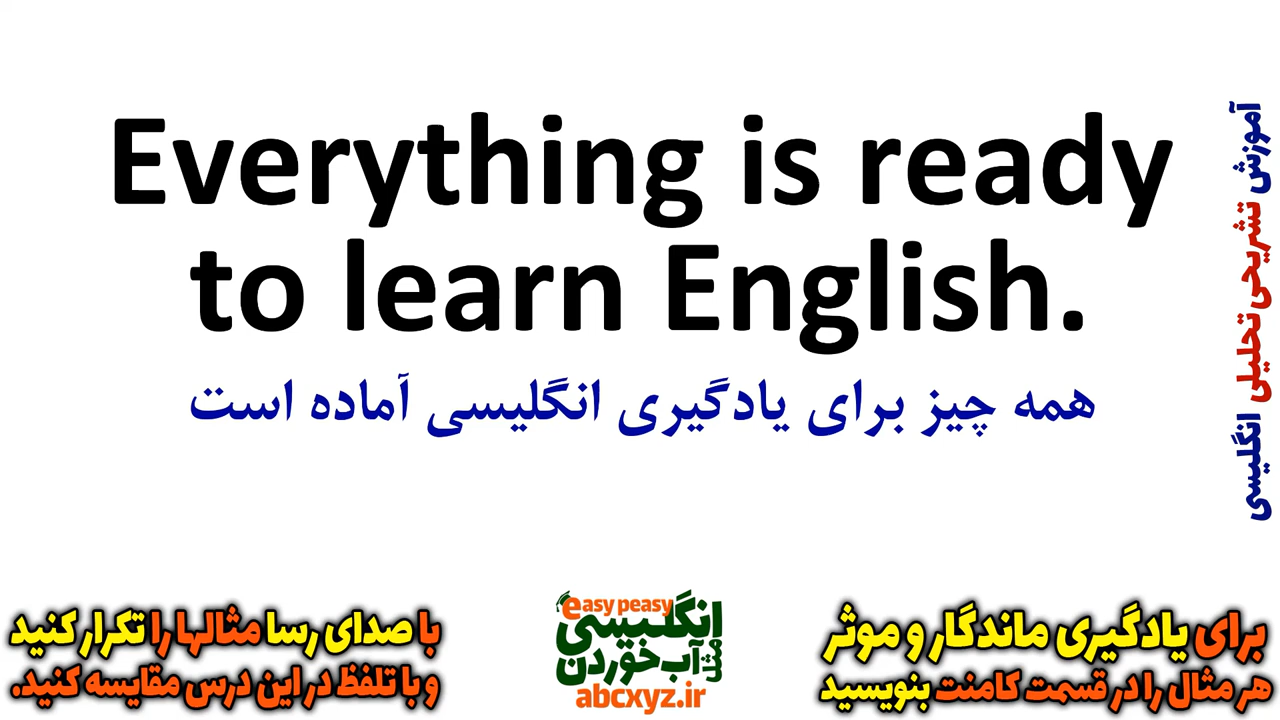 Everything is ready
to learn English.
همه چیز برای یادگیری انگلیسی آماده است
آموزش تشریحی تحلیلی انگلیسی
برای یادگیری ماندگار و موثر
هر مثال را در قسمت کامنت بنویسید
easy peasy
انگلیسی
مثل آب خوردن
abcxyz.ir
با صدای رسا مثالها را تکرار کنید
و با تلفظ در این درس مقایسه کنید.